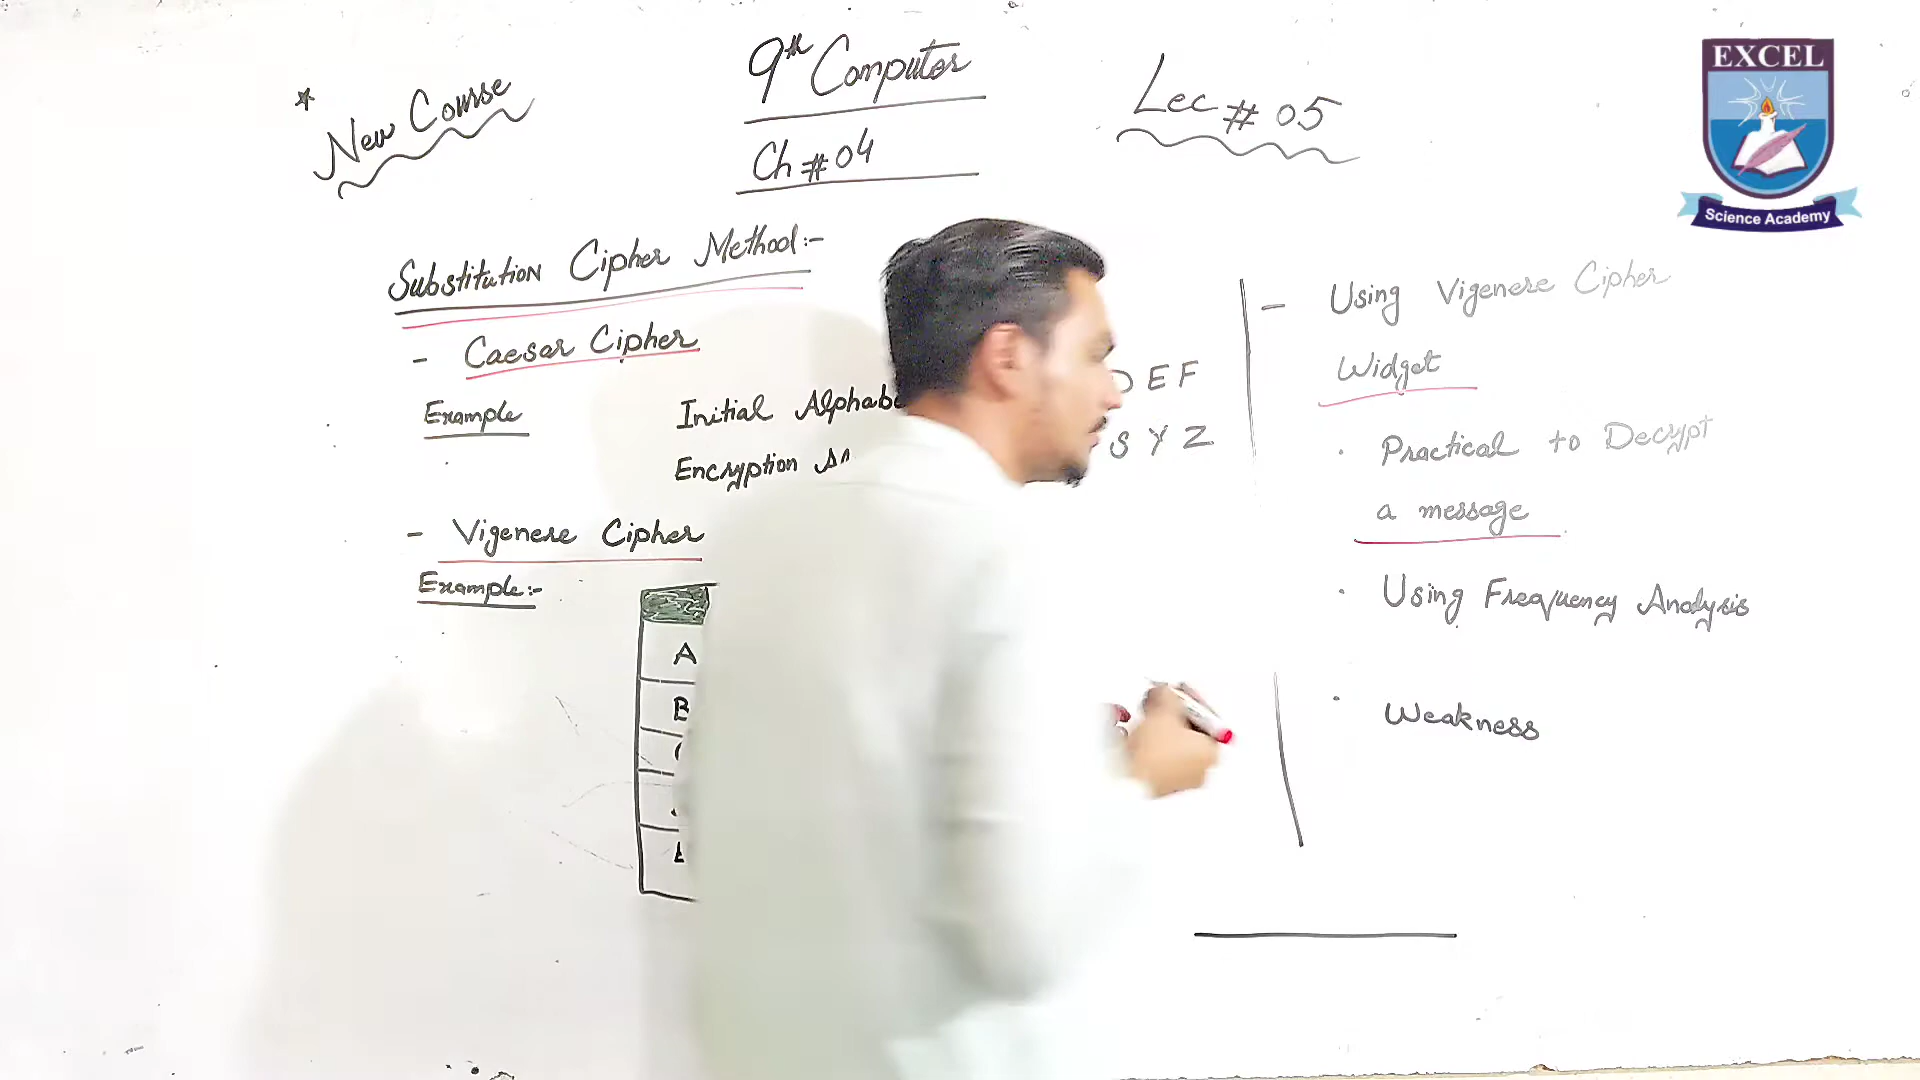 * New Course
9th Computer
Ch # 04
Lec # 05
EXCEL
Science Academy
Substitution Cipher Method:-
- Caesar Cipher
Example
Initial Alphabe
D E F
Encryption
S Y Z
- Vigenere Cipher
Example:-
A
B
- Using Vigenere Cipher
Widget
· Practical to Decrypt
a message
· Using Frequency Analysis
· Weakness